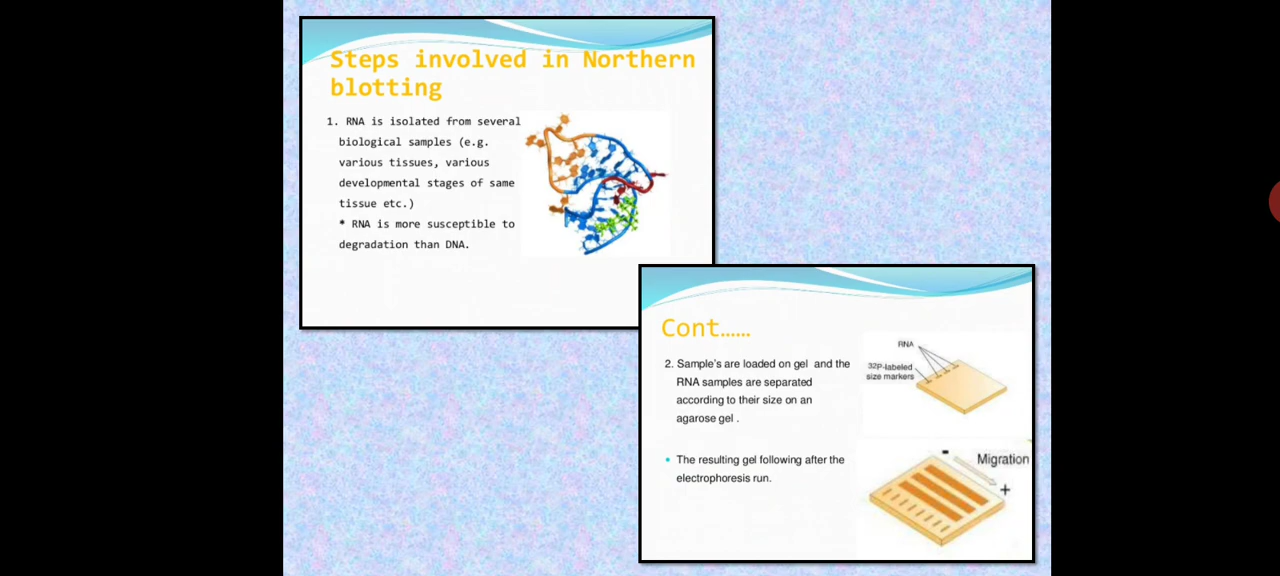 Steps involved in Northern
blotting
1. RNA is isolated from several
biological samples (e.g.
various tissues, various
developmental stages of same
tissue etc.)
* RNA is more susceptible to
degradation than DNA.
Cont……
2. Sample's are loaded on gel and the
RNA samples are separated
according to their size on an
agarose gel .
• The resulting gel following after the
electrophoresis run.
RNA
32P-labeled
size markers
- Migration
+